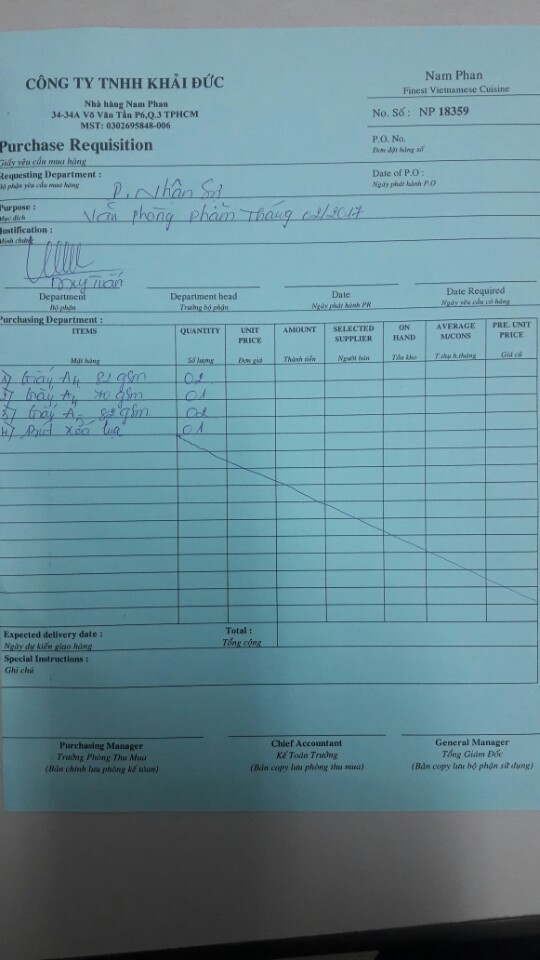 CÔNG TY TNHH KHẢI ĐỨC
Nhà hàng Nam Phan
34-34A Võ Văn Tần P6,Q.3 TPHCM
MST: 0302695848-006
Nam Phan
Finest Vietnamese Cuisine
No. Số : NP 18359
Purchase Requisition
Giấy yêu cầu mua hàng
P.O. No.
Đơn đặt hàng số
Requesting Department : P. Nhân Sự
Bộ phận yêu cầu mua hàng
Date of P.O :
Ngày phát hành P.O
Purpose : Văn phòng phẩm Tháng 02/2017
Mục đích
Justification :
Minh chứng
Duy Tuấn
Department Department head Date Date Required
Bộ phận Trưởng bộ phận Ngày phát hành PR Ngày yêu cầu có hàng
Purchasing Department :
ITEMS QUANTITY UNIT PRICE AMOUNT SELECTED SUPPLIER ON HAND AVERAGE M/CONS PRE. UNIT PRICE
Mặt hàng Số lượng Đơn giá Thành tiền Người bán Tồn kho T.thụ h.tháng Giá cũ
1) Giấy A4 82 gsm 02
2) Giấy A4 70 gsm 01
3) Giấy A5 82 gsm 02
4) Bút xóa 01
Expected delivery date : Total :
Ngày dự kiến giao hàng Tổng cộng
Special Instructions :
Ghi chú
Purchasing Manager Chief Accountant General Manager
Trưởng Phòng Thu Mua Kế Toán Trưởng Tổng Giám Đốc
(Bản chính lưu phòng kế tóan) (Bản copy lưu phòng thu mua) (Bản copy lưu bộ phận sử dụng)